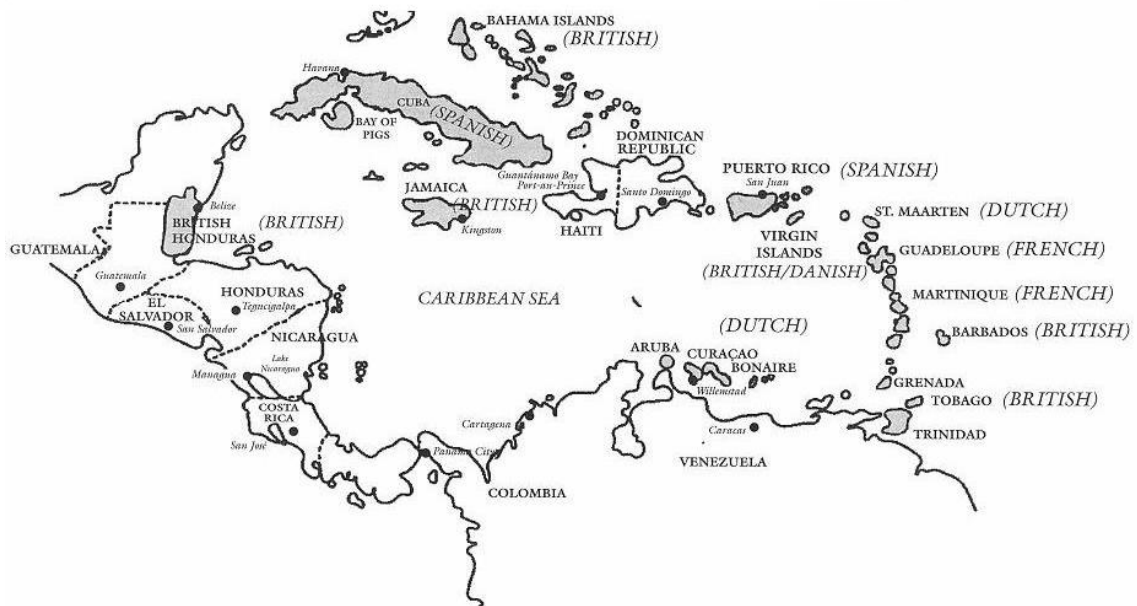 BAHAMA ISLANDS
(BRITISH)
Havana
CUBA (SPANISH)
BAY OF
PIGS
DOMINICAN
REPUBLIC
Guantánamo Bay
Port-an-Prince
Santo Domingo
HAITI
PUERTO RICO (SPANISH)
San Juan
JAMAICA
(BRITISH)
Kingston
VIRGIN
ISLANDS
(BRITISH/DANISH)
ST. MAARTEN (DUTCH)
GUADELOUPE (FRENCH)
MARTINIQUE (FRENCH)
BARBADOS (BRITISH)
GRENADA
TOBAGO (BRITISH)
TRINIDAD
Belize
BRITISH
HONDURAS
(BRITISH)
GUATEMALA
Guatemala
HONDURAS
Tegucigalpa
EL
SALVADOR
San Salvador
NICARAGUA
Lake
Nicaragua
Managua
COSTA
RICA
San José
CARIBBEAN SEA
(DUTCH)
ARUBA
CURAÇAO
BONAIRE
Willemstad
Cartagena
Panama City
COLOMBIA
Caracas
VENEZUELA